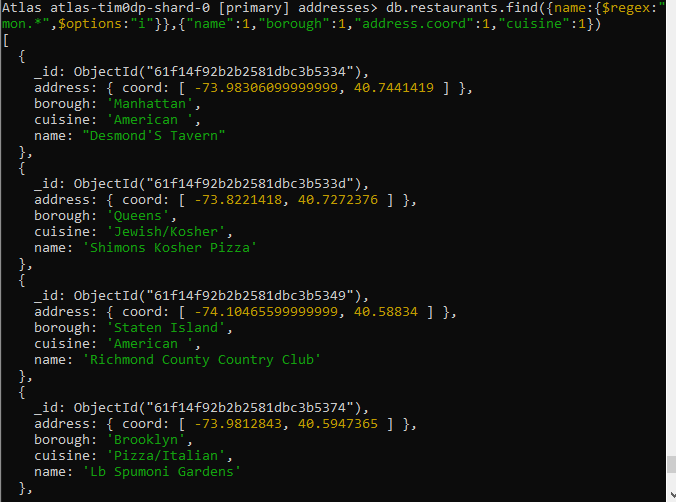 Atlas atlas-tim0dp-shard-0 [primary] addresses> db.restaurants.find({name:{$regex:"
mon.*",$options:"i"}},{"name":1,"borough":1,"address.coord":1,"cuisine":1})
[
  {
    _id: ObjectId("61f14f92b2b2581dbc3b5334"),
    address: { coord: [ -73.98306099999999, 40.7441419 ] },
    borough: 'Manhattan',
    cuisine: 'American ',
    name: "Desmond'S Tavern"
  },
  {
    _id: ObjectId("61f14f92b2b2581dbc3b533d"),
    address: { coord: [ -73.8221418, 40.7272376 ] },
    borough: 'Queens',
    cuisine: 'Jewish/Kosher',
    name: 'Shimons Kosher Pizza'
  },
  {
    _id: ObjectId("61f14f92b2b2581dbc3b5349"),
    address: { coord: [ -74.10465599999999, 40.58834 ] },
    borough: 'Staten Island',
    cuisine: 'American ',
    name: 'Richmond County Country Club'
  },
  {
    _id: ObjectId("61f14f92b2b2581dbc3b5374"),
    address: { coord: [ -73.9812843, 40.5947365 ] },
    borough: 'Brooklyn',
    cuisine: 'Pizza/Italian',
    name: 'Lb Spumoni Gardens'
  },